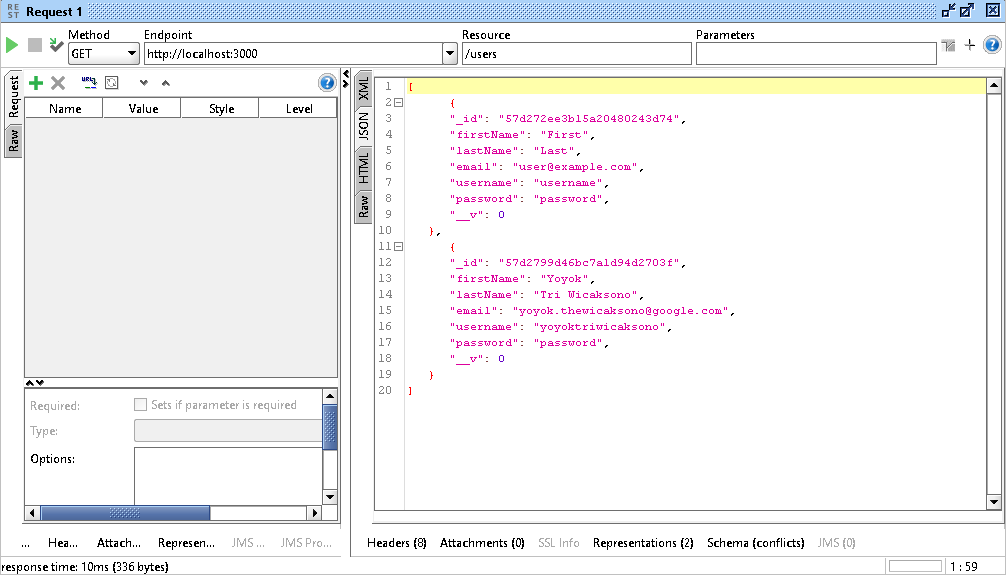 RE
ST
Request 1
Method
Endpoint
Resource
Parameters
GET
http://localhost:3000
/users
Request
Raw
URL
Name Value Style Level
XML
JSON
HTML
Raw
1 [
2 {
3 "_id": "57d272ee3b15a20480243d74",
4 "firstName": "First",
5 "lastName": "Last",
6 "email": "user@example.com",
7 "username": "username",
8 "password": "password",
9 "__v": 0
10 },
11 {
12 "_id": "57d2799d46bc7a1d94d2703f",
13 "firstName": "Yoyok",
14 "lastName": "Tri Wicaksono",
15 "email": "yoyok.thewicaksono@google.com",
16 "username": "yoyoktriwicaksono",
17 "password": "password",
18 "__v": 0
19 }
20 ]
Required: Sets if parameter is required
Type:
Options:
... Hea... Attach... Represen... JMS ... JMS Pro...
Headers (8) Attachments (0) SSL Info Representations (2) Schema (conflicts) JMS (0)
response time: 10ms (336 bytes)
1 : 59